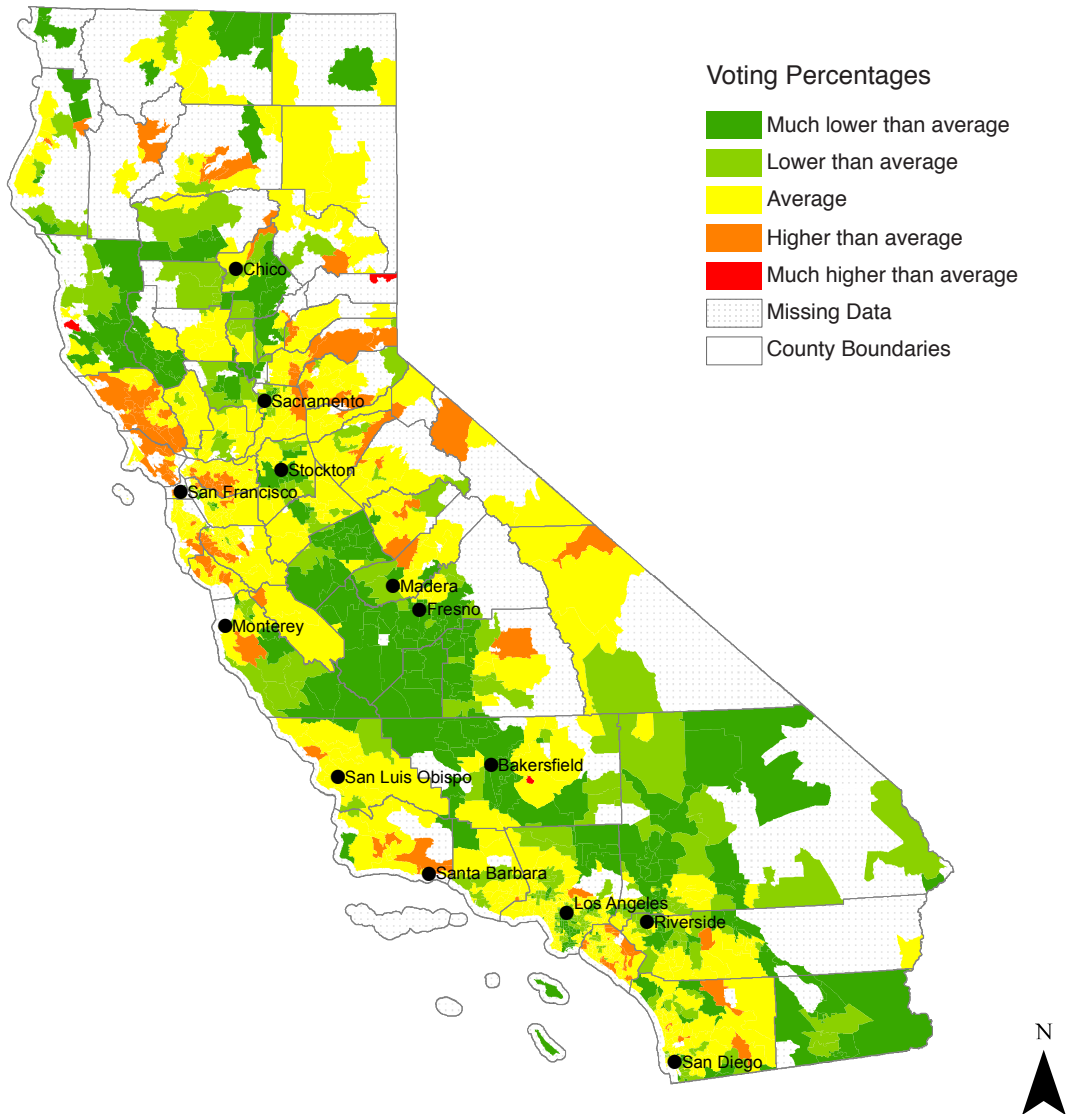 Voting Percentages
Much lower than average
Lower than average
Average
Higher than average
Much higher than average
Missing Data
County Boundaries
Chico
Sacramento
Stockton
San Francisco
Madera
Fresno
Monterey
Bakersfield
San Luis Obispo
Santa Barbara
Los Angeles
Riverside
San Diego
N